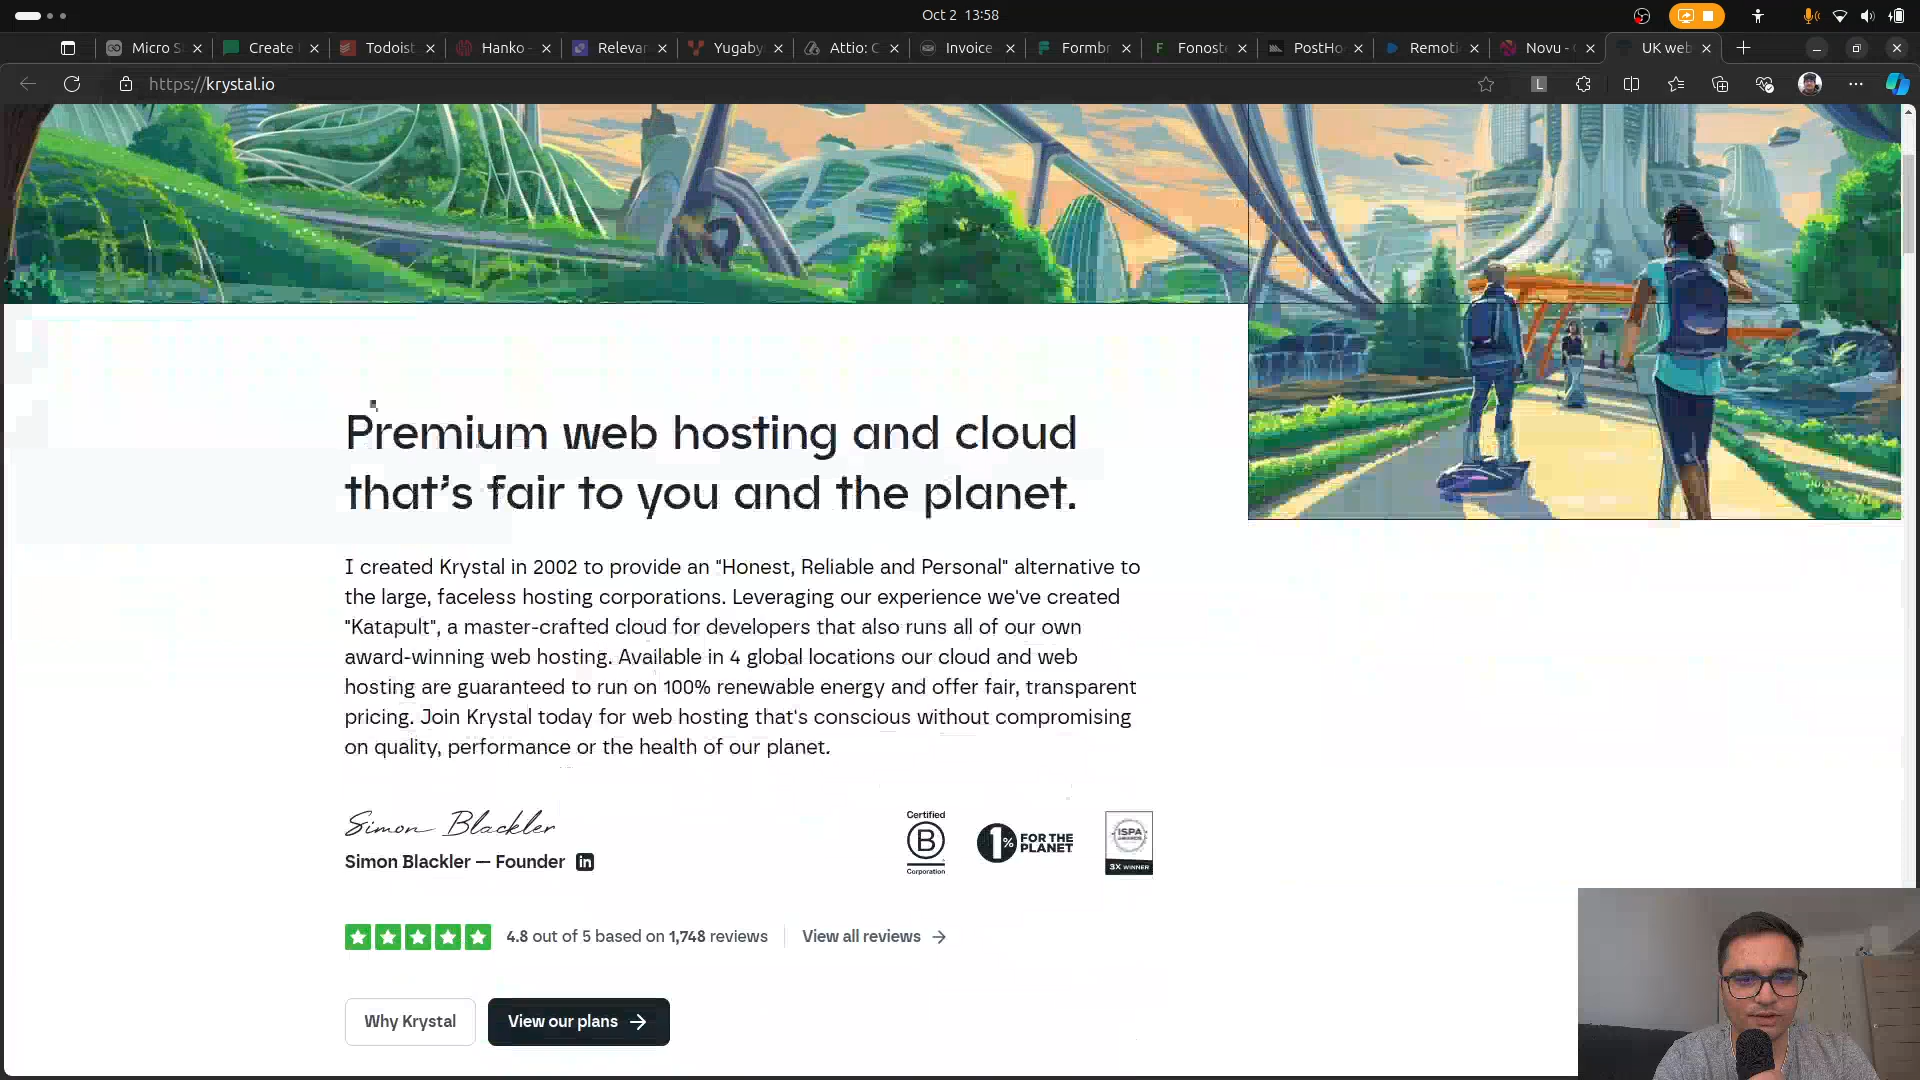 Oct 2 13:58
Micro S
Create
Todoist
Hanko -
Relevan
Yugaby
Attio: C
Invoice
Formbr
Fonoste
PostHo
Remoti
Novu - 
UK web
https://krystal.io
L
Premium web hosting and cloud
that’s fair to you and the planet.
I created Krystal in 2002 to provide an "Honest, Reliable and Personal" alternative to
the large, faceless hosting corporations. Leveraging our experience we've created
"Katapult", a master-crafted cloud for developers that also runs all of our own
award-winning web hosting. Available in 4 global locations our cloud and web
hosting are guaranteed to run on 100% renewable energy and offer fair, transparent
pricing. Join Krystal today for web hosting that's conscious without compromising
on quality, performance or the health of our planet.
Simon Blackler
Simon Blackler — Founder in
Certified
B
Corporation
1% FOR THE
PLANET
ISPA
AWARDS
3X WINNER
4.8 out of 5 based on 1,748 reviews
View all reviews →
Why Krystal
View our plans →